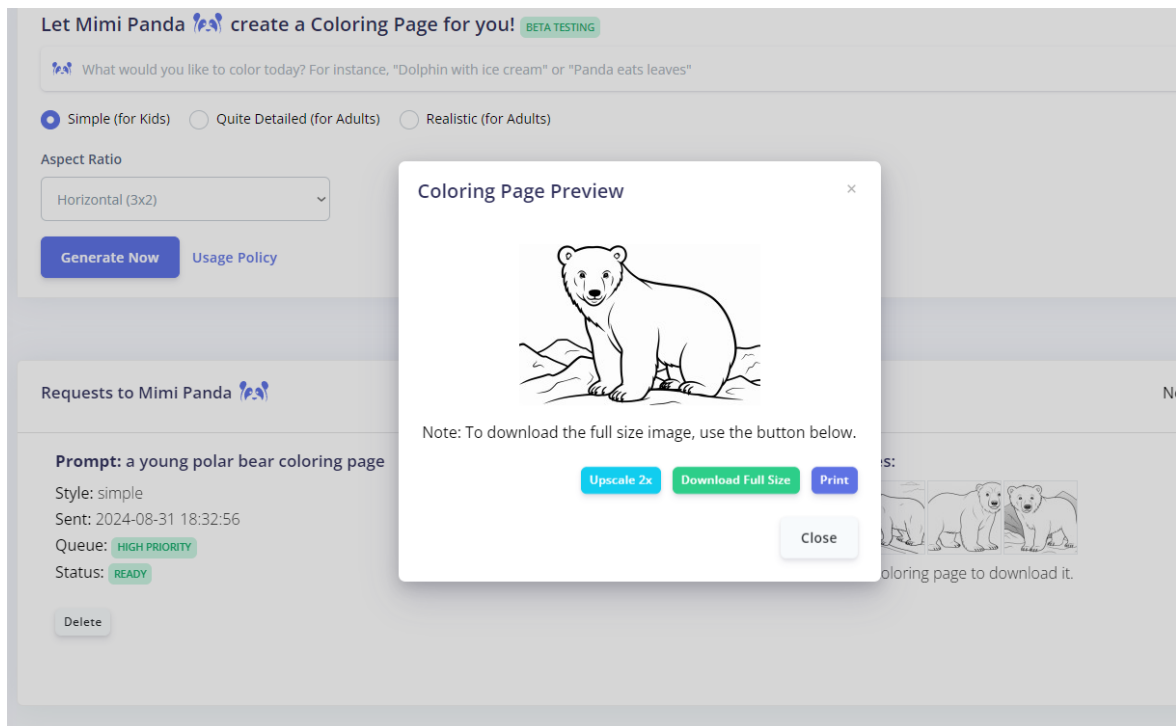 Let Mimi Panda create a Coloring Page for you! BETA TESTING
What would you like to color today? For instance, "Dolphin with ice cream" or "Panda eats leaves"
Simple (for Kids) Quite Detailed (for Adults) Realistic (for Adults)
Aspect Ratio
Horizontal (3x2)
Generate Now Usage Policy
Coloring Page Preview ×
Note: To download the full size image, use the button below.
Upscale 2x Download Full Size Print
Close
Requests to Mimi Panda
Prompt: a young polar bear coloring page
Style: simple
Sent: 2024-08-31 18:32:56
Queue: HIGH PRIORITY
Status: READY
oloring page to download it.
Delete